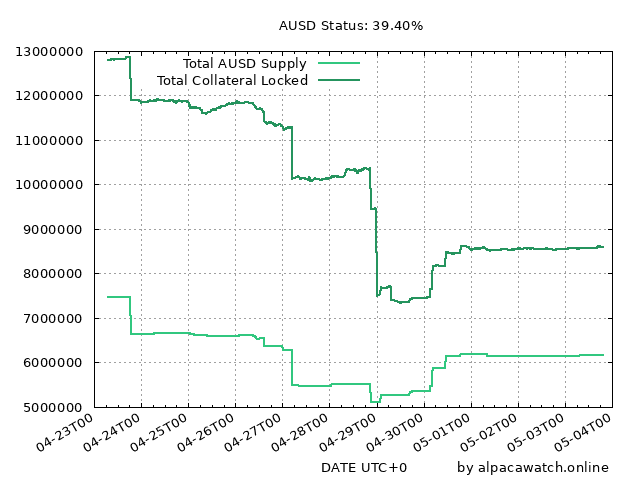 AUSD Status: 39.40%
Total AUSD Supply
Total Collateral Locked
13000000
12000000
11000000
10000000
9000000
8000000
7000000
6000000
5000000
04-23T00
04-24T00
04-25T00
04-26T00
04-27T00
04-28T00
04-29T00
04-30T00
05-01T00
05-02T00
05-03T00
05-04T00
DATE UTC+0
by alpacawatch.online